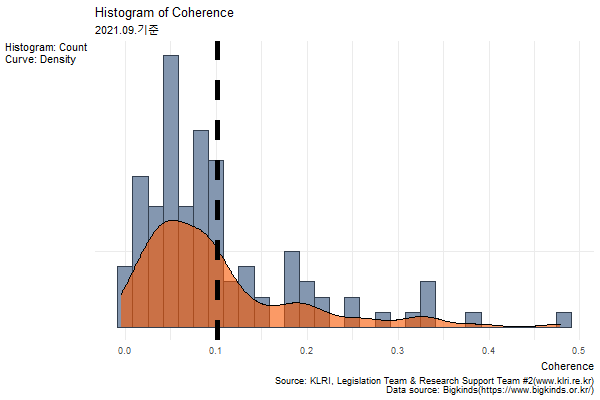 Histogram of Coherence
2021.09.기준
Histogram: Count
Curve: Density
0.0 0.1 0.2 0.3 0.4 0.5
Coherence
Source: KLRI, Legislation Team & Research Support Team #2(www.klri.re.kr)
Data source: Bigkinds(https://www.bigkinds.or.kr/)